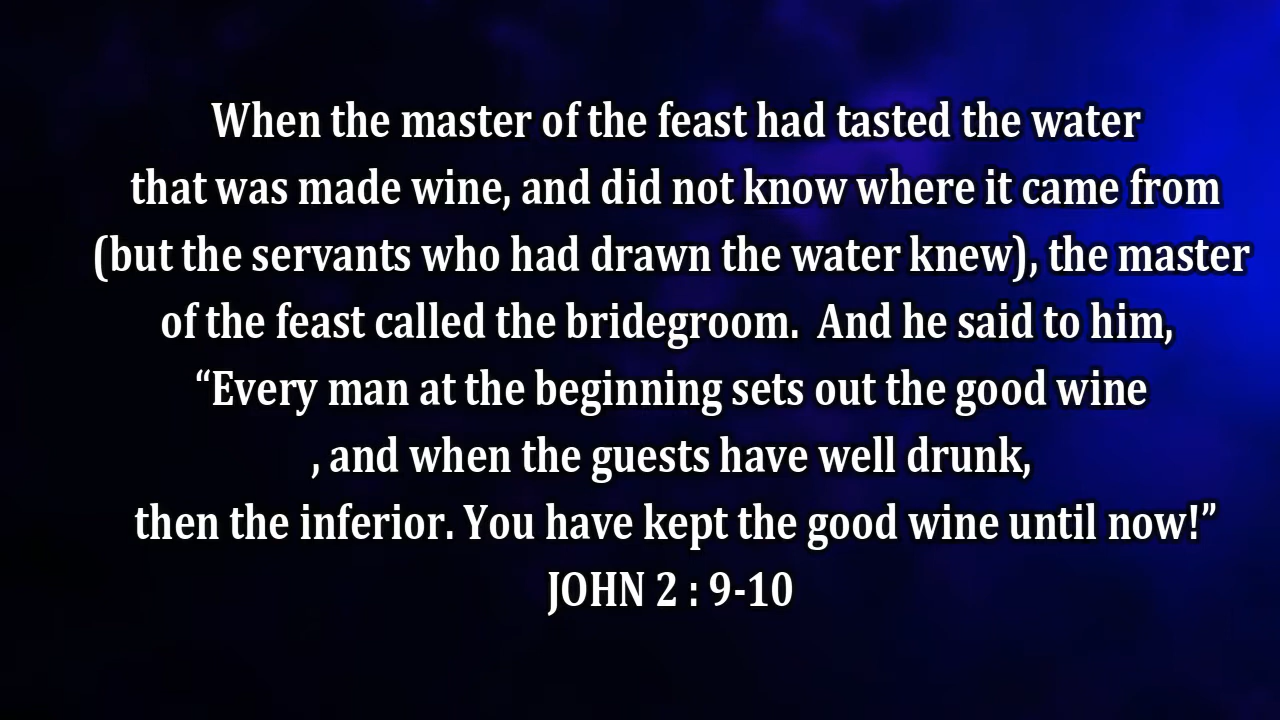 When the master of the feast had tasted the water
that was made wine, and did not know where it came from
(but the servants who had drawn the water knew), the master
of the feast called the bridegroom.  And he said to him,
“Every man at the beginning sets out the good wine
, and when the guests have well drunk,
then the inferior. You have kept the good wine until now!”
JOHN 2 : 9-10